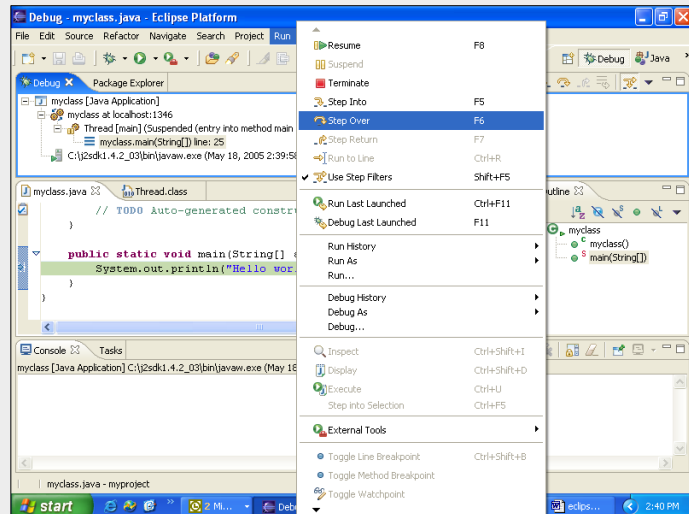 Debug - myclass.java - Eclipse Platform
File Edit Source Refactor Navigate Search Project Run
Debug Java
Debug Package Explorer
myclass [Java Application]
myclass at localhost:1346
Thread [main] (Suspended (entry into method main
myclass.main(String[]) line: 25
C:\j2sdk1.4.2_03\bin\javaw.exe (May 18, 2005 2:39:58
myclass.java Thread.class
// TODO Auto-generated constru
}
public static void main(String[]
System.out.println("Hello wor
}
}
Console Tasks
myclass [Java Application] C:\j2sdk1.4.2_03\bin\javaw.exe (May 18
myclass.java - myproject
Resume F8
Suspend
Terminate
Step Into F5
Step Over F6
Step Return F7
Run to Line Ctrl+R
Use Step Filters Shift+F5
Run Last Launched Ctrl+F11
Debug Last Launched F11
Run History
Run As
Run...
Debug History
Debug As
Debug...
Inspect Ctrl+Shift+I
Display Ctrl+Shift+D
Execute Ctrl+U
Step into Selection Ctrl+F5
External Tools
Toggle Line Breakpoint Ctrl+Shift+B
Toggle Method Breakpoint
Toggle Watchpoint
utline
myclass
myclass()
main(String[])
start
2 Mi...
Deb
eclips...
2:40 PM